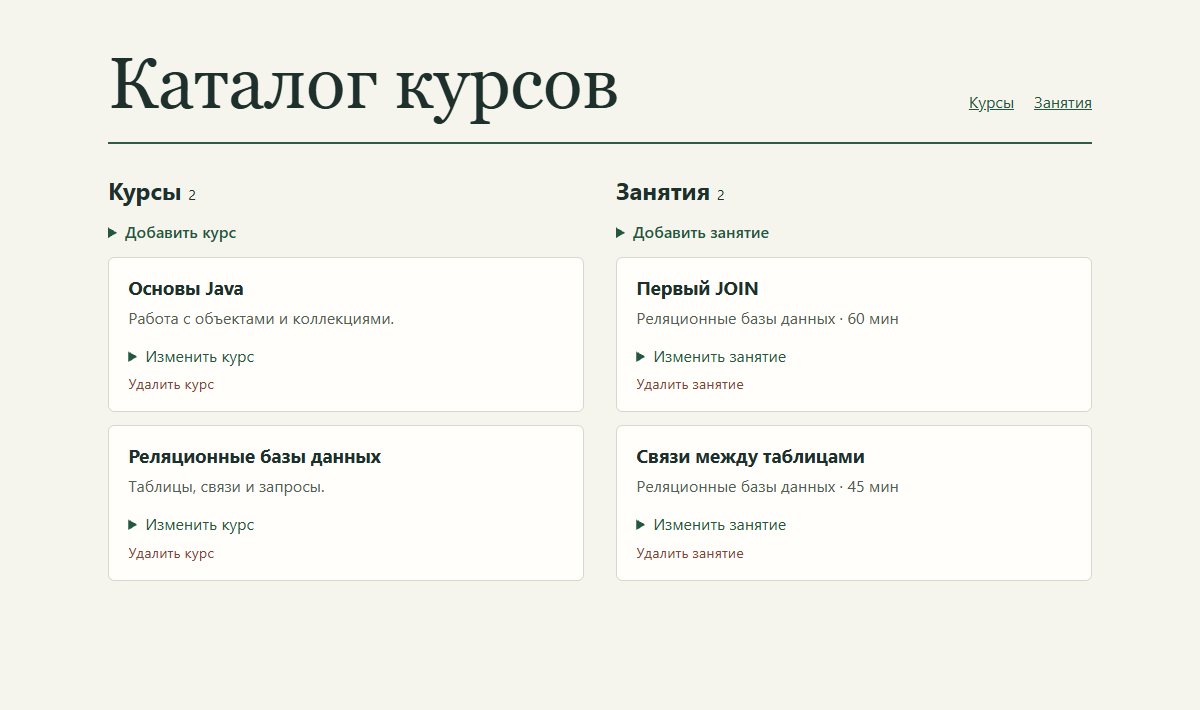 Каталог курсов
Курсы Занятия
Курсы 2
Добавить курс
Основы Java
Работа с объектами и коллекциями.
Изменить курс
Удалить курс
Реляционные базы данных
Таблицы, связи и запросы.
Изменить курс
Удалить курс
Занятия 2
Добавить занятие
Первый JOIN
Реляционные базы данных · 60 мин
Изменить занятие
Удалить занятие
Связи между таблицами
Реляционные базы данных · 45 мин
Изменить занятие
Удалить занятие